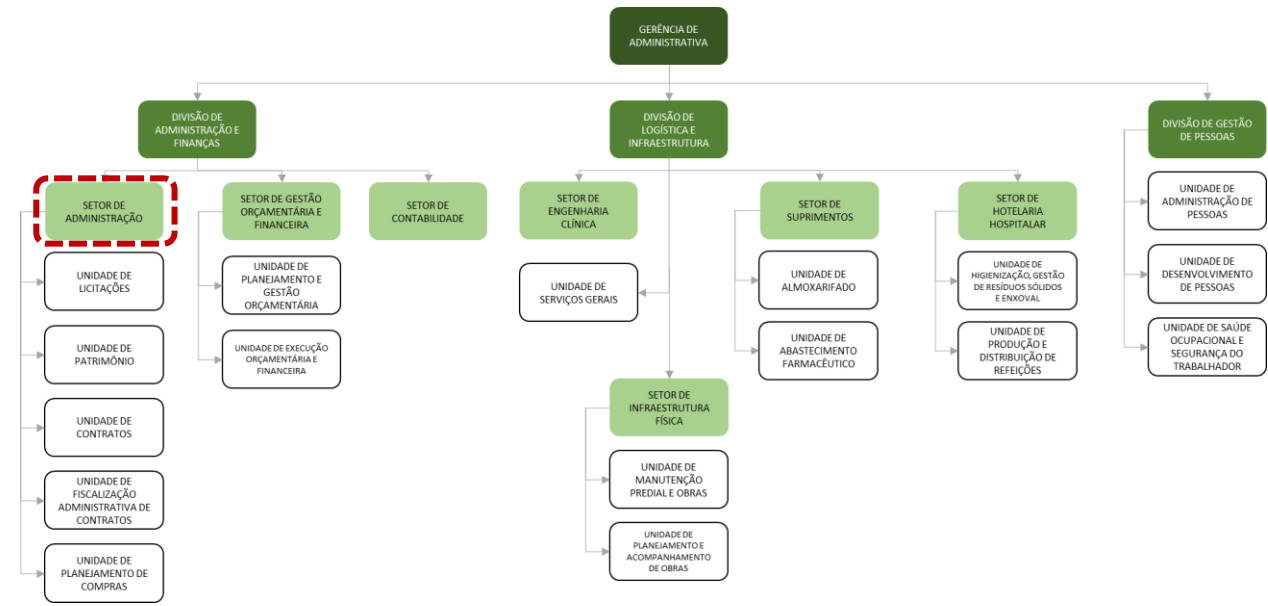 GERÊNCIA DE
ADMINISTRATIVA
DIVISÃO DE
ADMINISTRAÇÃO E
FINANÇAS
DIVISÃO DE
LOGÍSTICA E
INFRAESTRUTURA
DIVISÃO DE GESTÃO
DE PESSOAS
SETOR DE
ADMINISTRAÇÃO
SETOR DE GESTÃO
ORÇAMENTÁRIA E
FINANCEIRA
SETOR DE
CONTABILIDADE
SETOR DE
ENGENHARIA
CLÍNICA
SETOR DE
SUPRIMENTOS
SETOR DE
HOTELARIA
HOSPITALAR
UNIDADE DE
ADMINISTRAÇÃO DE
PESSOAS
UNIDADE DE
LICITAÇÕES
UNIDADE DE
PLANEJAMENTO E
GESTÃO
ORÇAMENTÁRIA
UNIDADE DE
SERVIÇOS GERAIS
UNIDADE DE
ALMOXARIFADO
UNIDADE DE
HIGIENIZAÇÃO, GESTÃO
DE RESÍDUOS SÓLIDOS
E ENXOVAL
UNIDADE DE
DESENVOLVIMENTO
DE PESSOAS
UNIDADE DE
PATRIMÔNIO
UNIDADE DE EXECUÇÃO
ORÇAMENTÁRIA E
FINANCEIRA
UNIDADE DE
ABASTECIMENTO
FARMACÊUTICO
UNIDADE DE
PRODUÇÃO E
DISTRIBUIÇÃO DE
REFEIÇÕES
UNIDADE DE SAÚDE
OCUPACIONAL E
SEGURANÇA DO
TRABALHADOR
UNIDADE DE
CONTRATOS
SETOR DE
INFRAESTRUTURA
FÍSICA
UNIDADE DE
FISCALIZAÇÃO
ADMINISTRATIVA DE
CONTRATOS
UNIDADE DE
MANUTENÇÃO
PREDIAL E OBRAS
UNIDADE DE
PLANEJAMENTO DE
COMPRAS
UNIDADE DE
PLANEJAMENTO E
ACOMPANHAMENTO
DE OBRAS